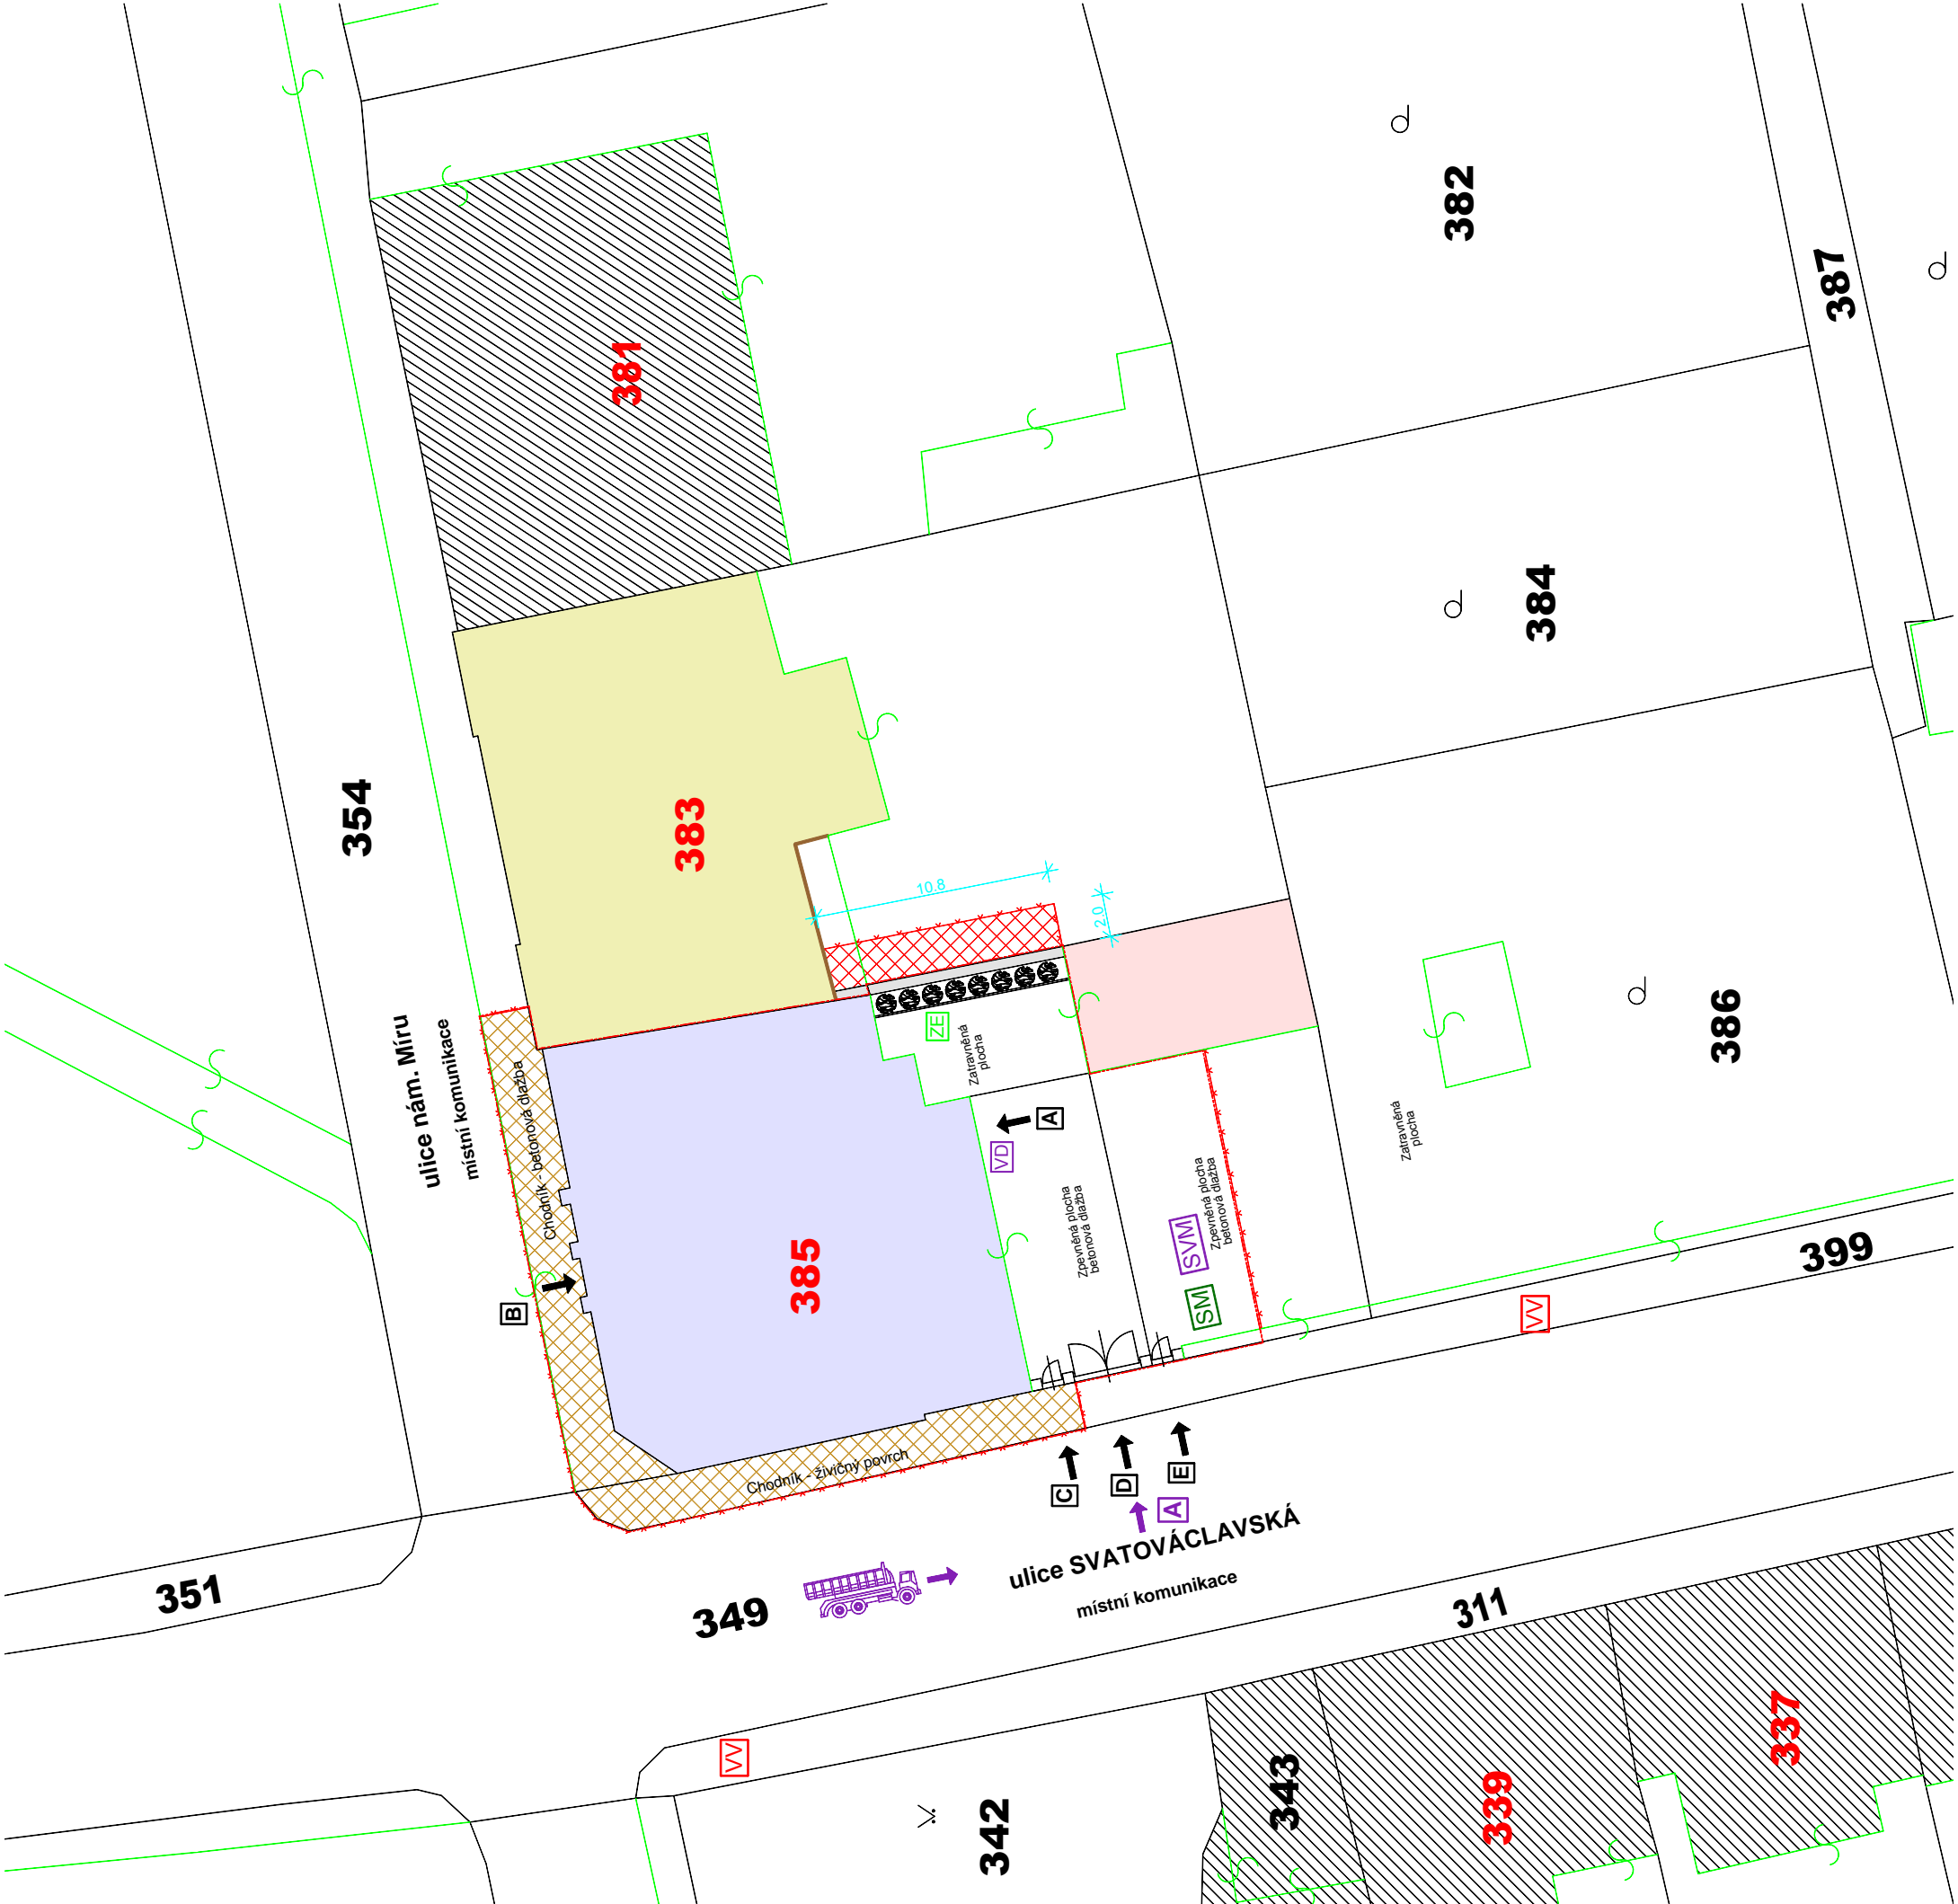 382
387
381
384
354
383
10.8
2.0
386
ulice nám. Míru
místní komunikace
Chodník - betonová dlažba
ZE
Zatravněná
plocha
A
VD
Zatravněná
plocha
Zpevněná plocha
betonová dlažba
Zpevněná plocha
betonová dlažba
SVM
SM
385
B
399
VV
Chodník - živičný povrch
C
D
E
A
ulice SVATOVÁCLAVSKÁ
místní komunikace
351
349
311
VV
342
343
339
337